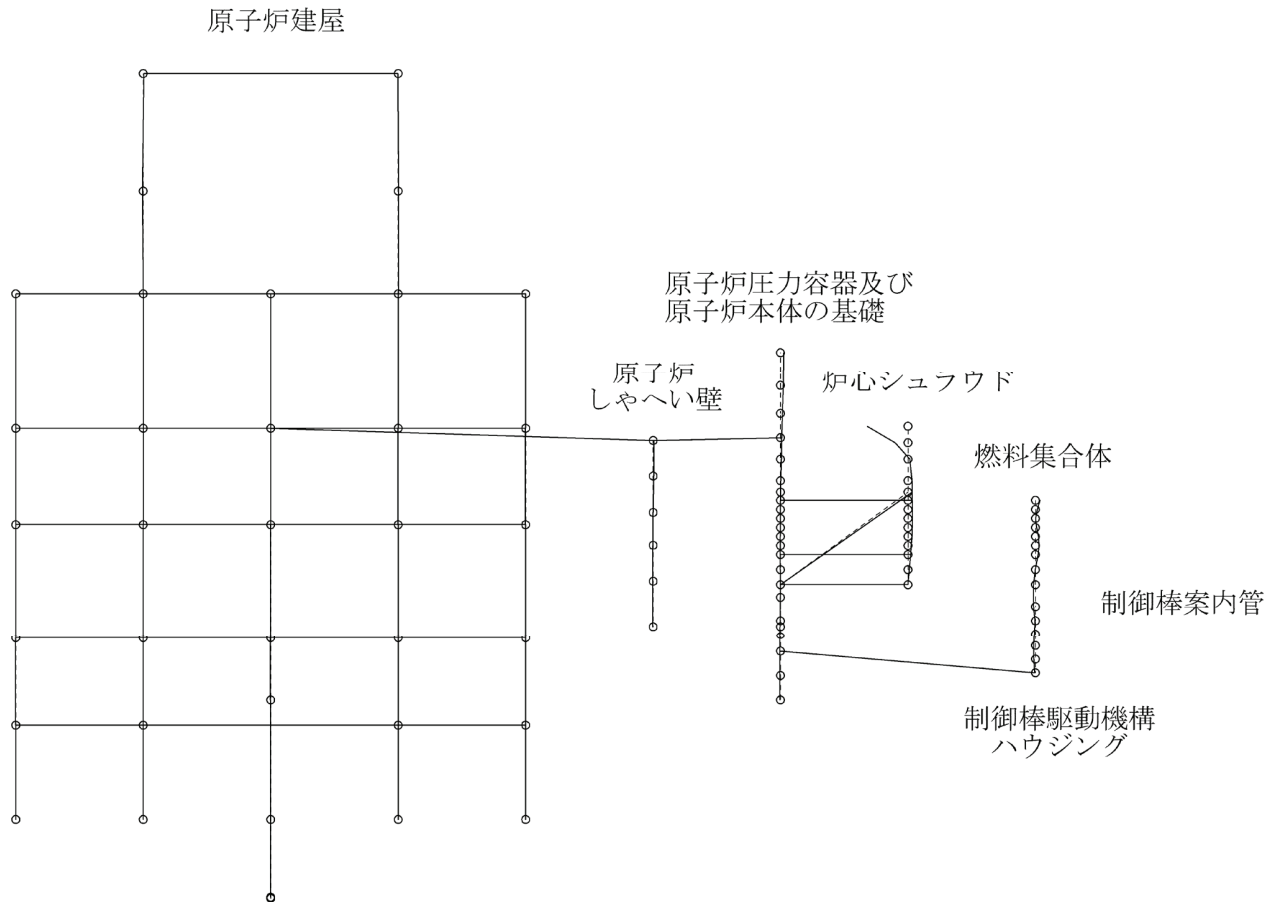 原子炉建屋
原子炉圧力容器及び
原子炉本体の基礎
原了炉
しゃへい壁
炉心シュラウド
燃料集合体
制御棒案内管
制御棒駆動機構
ハウジング